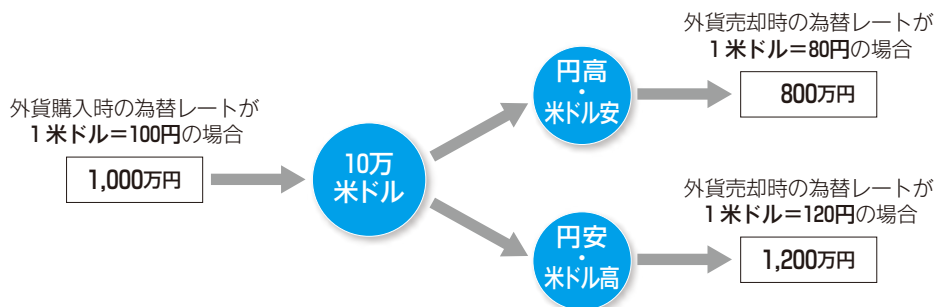 外貨購入時の為替レートが
1米ドル＝100円の場合
1,000万円
10万
米ドル
円高
・
米ドル安
外貨売却時の為替レートが
1米ドル＝80円の場合
800万円
円安
・
米ドル高
外貨売却時の為替レートが
1米ドル＝120円の場合
1,200万円